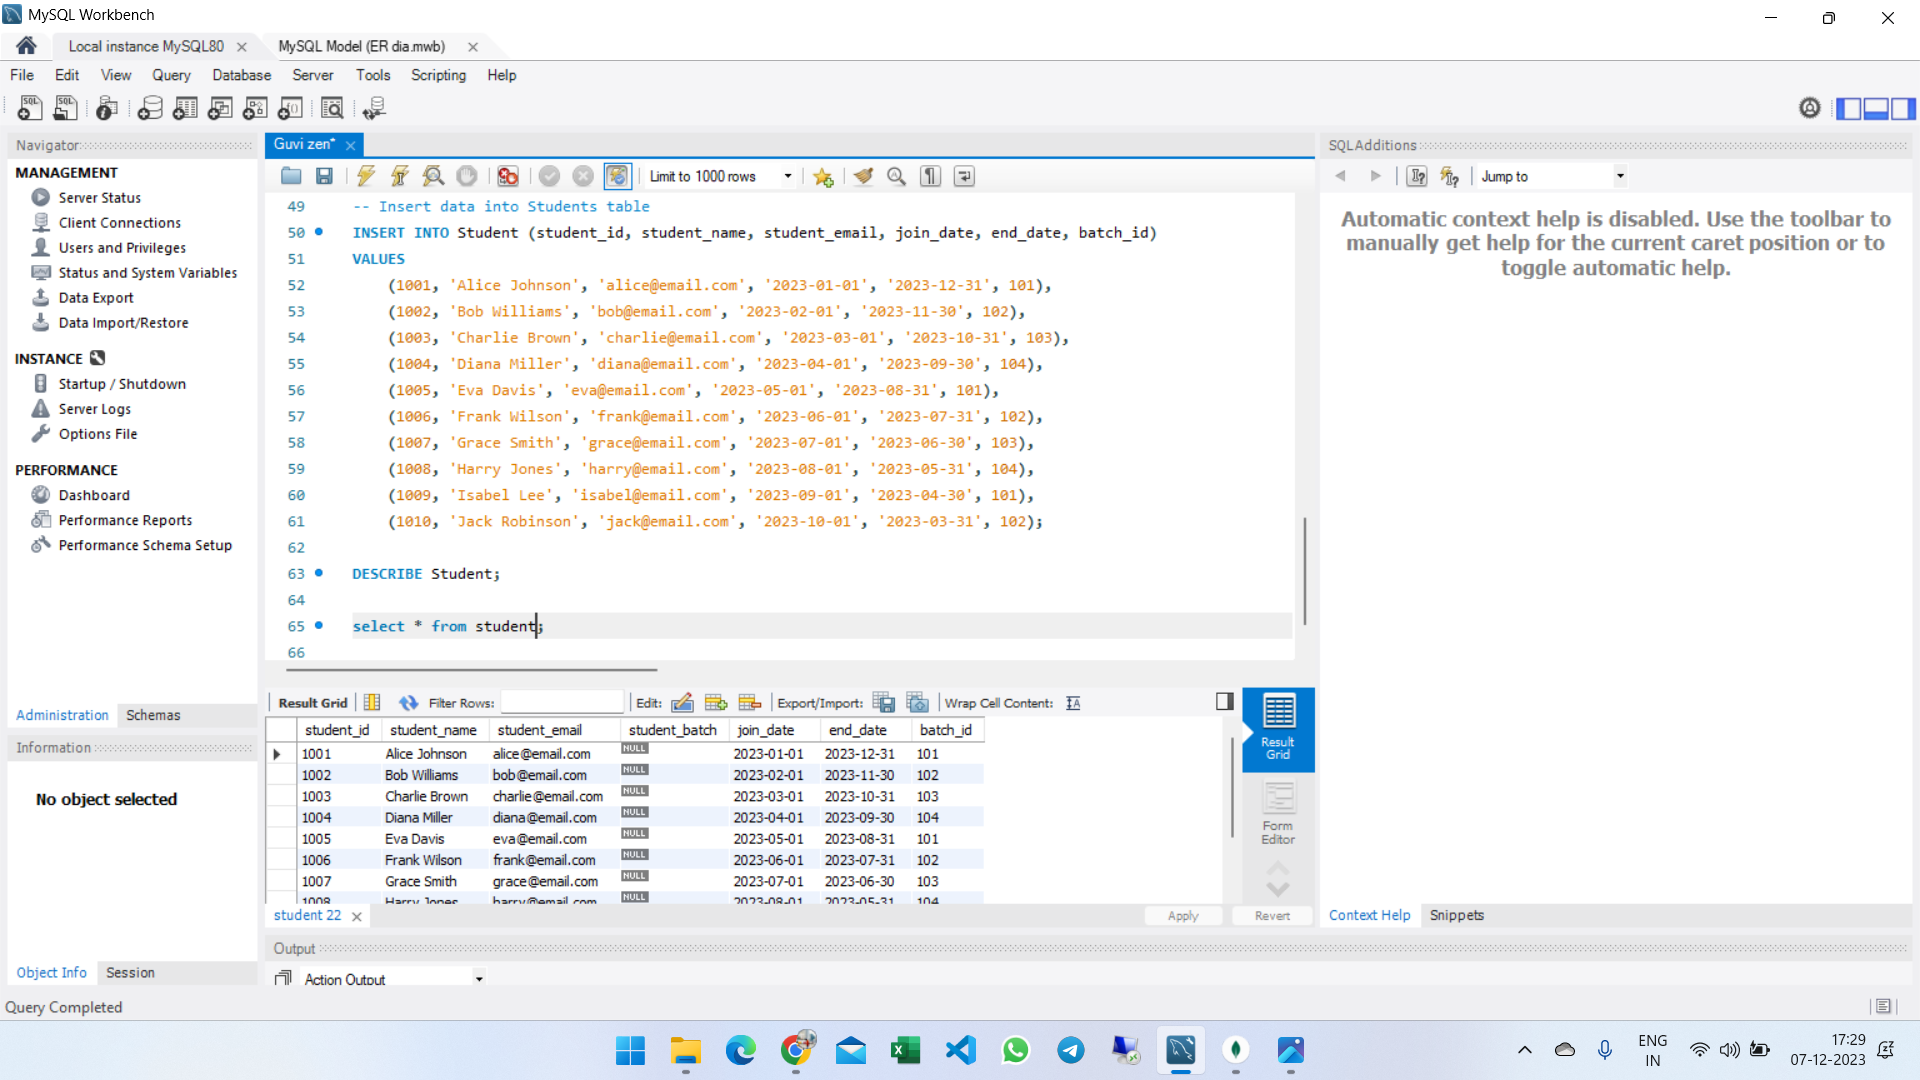 MySQL Workbench
Local instance MySQL80
MySQL Model (ER dia.mwb)
File Edit View Query Database Server Tools Scripting Help
Navigator
MANAGEMENT
Server Status
Client Connections
Users and Privileges
Status and System Variables
Data Export
Data Import/Restore
INSTANCE
Startup / Shutdown
Server Logs
Options File
PERFORMANCE
Dashboard
Performance Reports
Performance Schema Setup
Administration Schemas
Information
No object selected
Object Info Session
Guvi zen*
Limit to 1000 rows
49 -- Insert data into Students table
50 INSERT INTO Student (student_id, student_name, student_email, join_date, end_date, batch_id)
51 VALUES
52 (1001, 'Alice Johnson', 'alice@email.com', '2023-01-01', '2023-12-31', 101),
53 (1002, 'Bob Williams', 'bob@email.com', '2023-02-01', '2023-11-30', 102),
54 (1003, 'Charlie Brown', 'charlie@email.com', '2023-03-01', '2023-10-31', 103),
55 (1004, 'Diana Miller', 'diana@email.com', '2023-04-01', '2023-09-30', 104),
56 (1005, 'Eva Davis', 'eva@email.com', '2023-05-01', '2023-08-31', 101),
57 (1006, 'Frank Wilson', 'frank@email.com', '2023-06-01', '2023-07-31', 102),
58 (1007, 'Grace Smith', 'grace@email.com', '2023-07-01', '2023-06-30', 103),
59 (1008, 'Harry Jones', 'harry@email.com', '2023-08-01', '2023-05-31', 104),
60 (1009, 'Isabel Lee', 'isabel@email.com', '2023-09-01', '2023-04-30', 101),
61 (1010, 'Jack Robinson', 'jack@email.com', '2023-10-01', '2023-03-31', 102);
62
63 DESCRIBE Student;
64
65 select * from student;
66
Result Grid Filter Rows: Edit: Export/Import: Wrap Cell Content:
student_id student_name student_email student_batch join_date end_date batch_id
1001 Alice Johnson alice@email.com NULL 2023-01-01 2023-12-31 101
1002 Bob Williams bob@email.com NULL 2023-02-01 2023-11-30 102
1003 Charlie Brown charlie@email.com NULL 2023-03-01 2023-10-31 103
1004 Diana Miller diana@email.com NULL 2023-04-01 2023-09-30 104
1005 Eva Davis eva@email.com NULL 2023-05-01 2023-08-31 101
1006 Frank Wilson frank@email.com NULL 2023-06-01 2023-07-31 102
1007 Grace Smith grace@email.com NULL 2023-07-01 2023-06-30 103
1008 Harry Jones harry@email.com NULL 2023-08-01 2023-05-31 104
Result
Grid
Form
Editor
student 22
Apply Revert
Output
Action Output
SQLAdditions
Jump to
Automatic context help is disabled. Use the toolbar to
manually get help for the current caret position or to
toggle automatic help.
Context Help Snippets
Query Completed
ENG
IN
17:29
07-12-2023